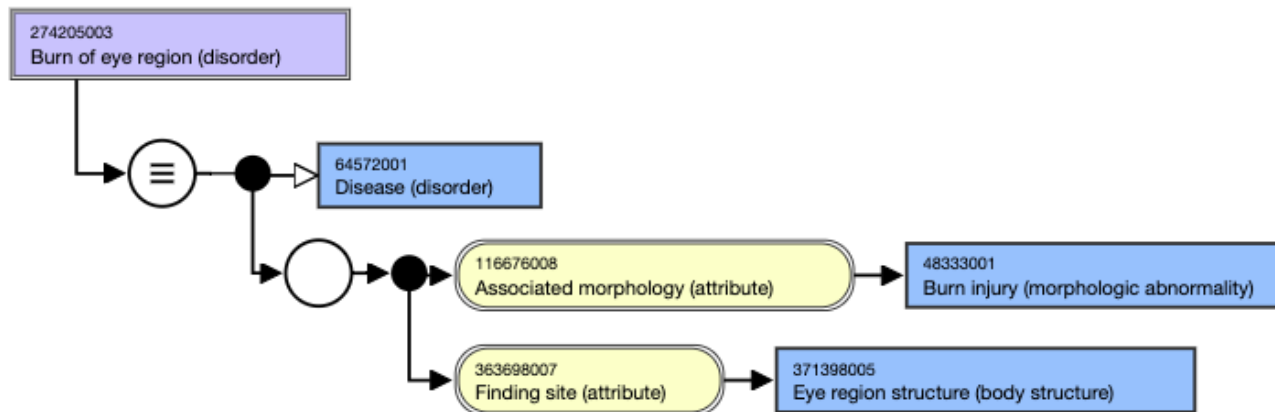 274205003
Burn of eye region (disorder)
64572001
Disease (disorder)
116676008
Associated morphology (attribute)
48333001
Burn injury (morphologic abnormality)
363698007
Finding site (attribute)
371398005
Eye region structure (body structure)